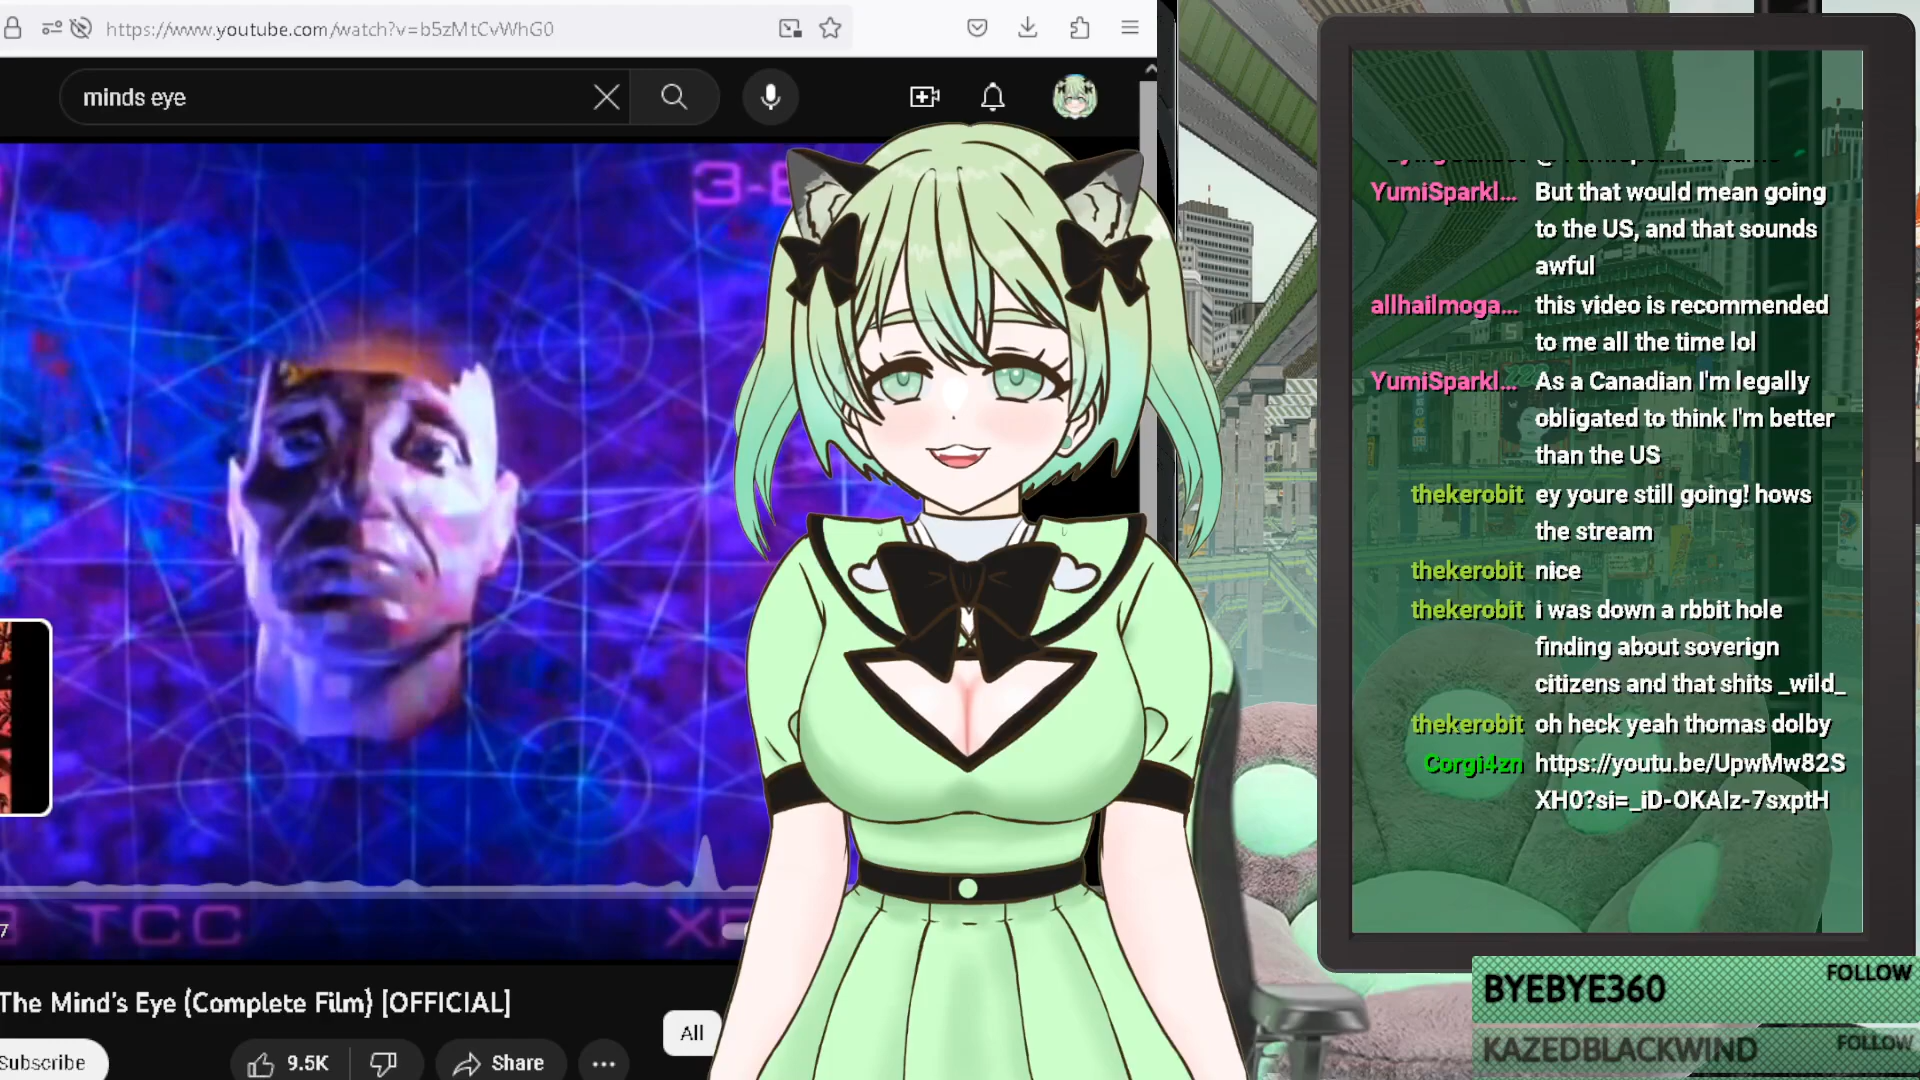 https://www.youtube.com/watch?v=b5zMtCvWhG0
minds eye
TCC
The Mind's Eye (Complete Film) [OFFICIAL]
All
Subscribe
9.5K
Share
YumiSparkl... But that would mean going
to the US, and that sounds
awful
allhailmoga... this video is recommended
to me all the time lol
YumiSparkl... As a Canadian I'm legally
obligated to think I'm better
than the US
thekerobit ey youre still going! hows
the stream
thekerobit nice
thekerobit i was down a rbbit hole
finding about soverign
citizens and that shits _wild_
thekerobit oh heck yeah thomas dolby
Corgi4zn https://youtu.be/UpwMw82S
XH0?si=_iD-OKAIz-7sxptH
BYEBYE360 FOLLOW
KAZEDBLACKWIND FOLLOW